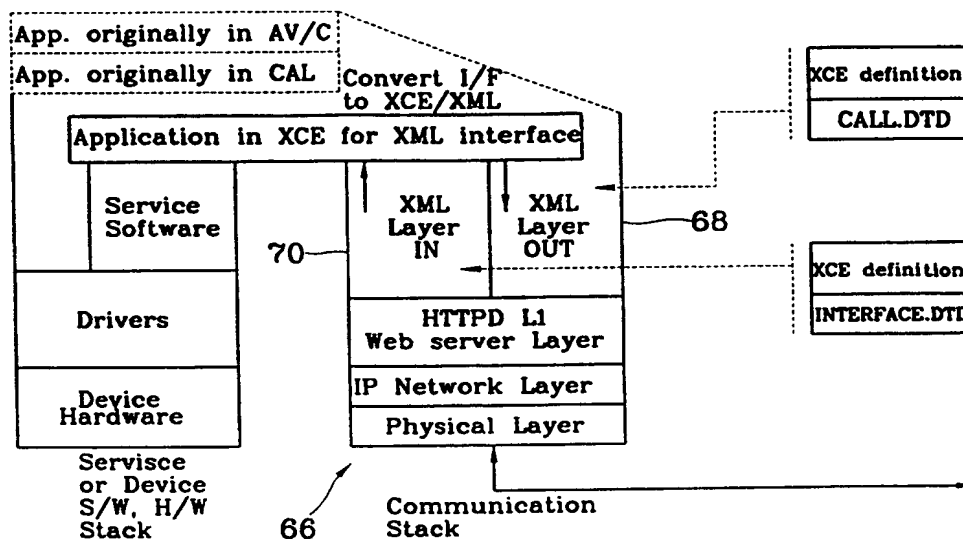 App. originally in AV/C
App. originally in CAL
Convert I/F
to XCE/XML
Application in XCE for XML interface
Service
Software
Drivers
Device
Hardware
Servisce
or Device
S/W, H/W
Stack
70
XML
Layer
IN
XML
Layer
OUT
68
HTTPD L1
Web server Layer
IP Network Layer
Physical Layer
66
Communication
Stack
XCE definition
CALL.DTD
XCE definition
INTERFACE.DTD